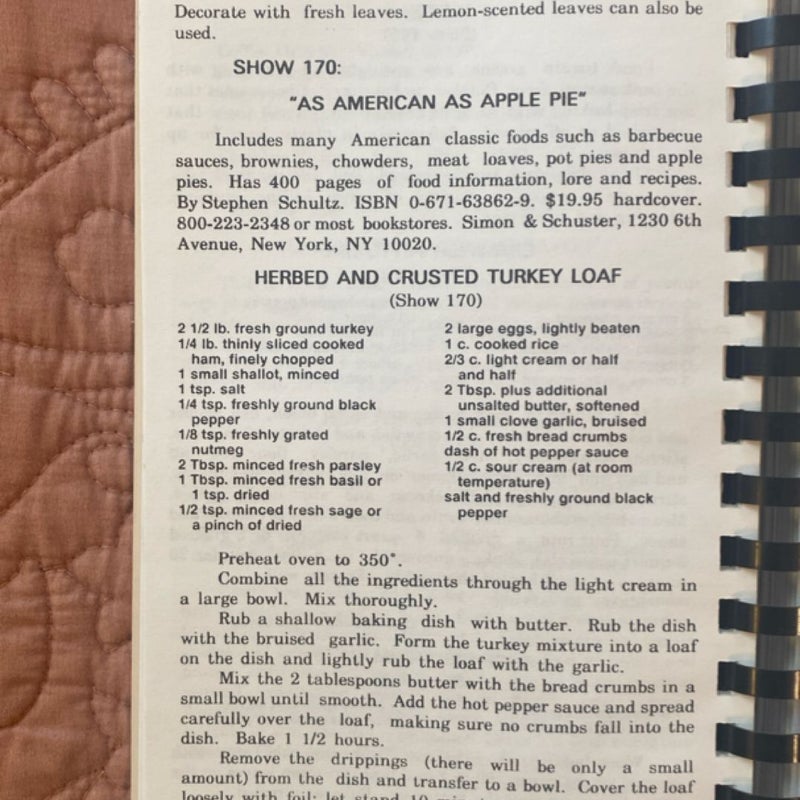 Decorate with fresh leaves. Lemon-scented leaves can also be
used.
SHOW 170:
"AS AMERICAN AS APPLE PIE"
Includes many American classic foods such as barbecue
sauces, brownies, chowders, meat loaves, pot pies and apple
pies. Has 400 pages of food information, lore and recipes.
By Stephen Schultz. ISBN 0-671-63862-9. $19.95 hardcover.
800-223-2348 or most bookstores. Simon & Schuster, 1230 6th
Avenue, New York, NY 10020.
HERBED AND CRUSTED TURKEY LOAF
(Show 170)
2 1/2 lb. fresh ground turkey
1/4 lb. thinly sliced cooked
ham, finely chopped
1 small shallot, minced
1 tsp. salt
1/4 tsp. freshly ground black
pepper
1/8 tsp. freshly grated
nutmeg
2 Tbsp. minced fresh parsley
1 Tbsp. minced fresh basil or
1 tsp. dried
1/2 tsp. minced fresh sage or
a pinch of dried
2 large eggs, lightly beaten
1 c. cooked rice
2/3 c. light cream or half
and half
2 Tbsp. plus additional
unsalted butter, softened
1 small clove garlic, bruised
1/2 c. fresh bread crumbs
dash of hot pepper sauce
1/2 c. sour cream (at room
temperature)
salt and freshly ground black
pepper
Preheat oven to 350°.
Combine all the ingredients through the light cream in
a large bowl. Mix thoroughly.
Rub a shallow baking dish with butter. Rub the dish
with the bruised garlic. Form the turkey mixture into a loaf
on the dish and lightly rub the loaf with the garlic.
Mix the 2 tablespoons butter with the bread crumbs in a
small bowl until smooth. Add the hot pepper sauce and spread
carefully over the loaf, making sure no crumbs fall into the
dish. Bake 1 1/2 hours.
Remove the drippings (there will be only a small
amount) from the dish and transfer to a bowl. Cover the loaf
loosely with foil; let stand 10